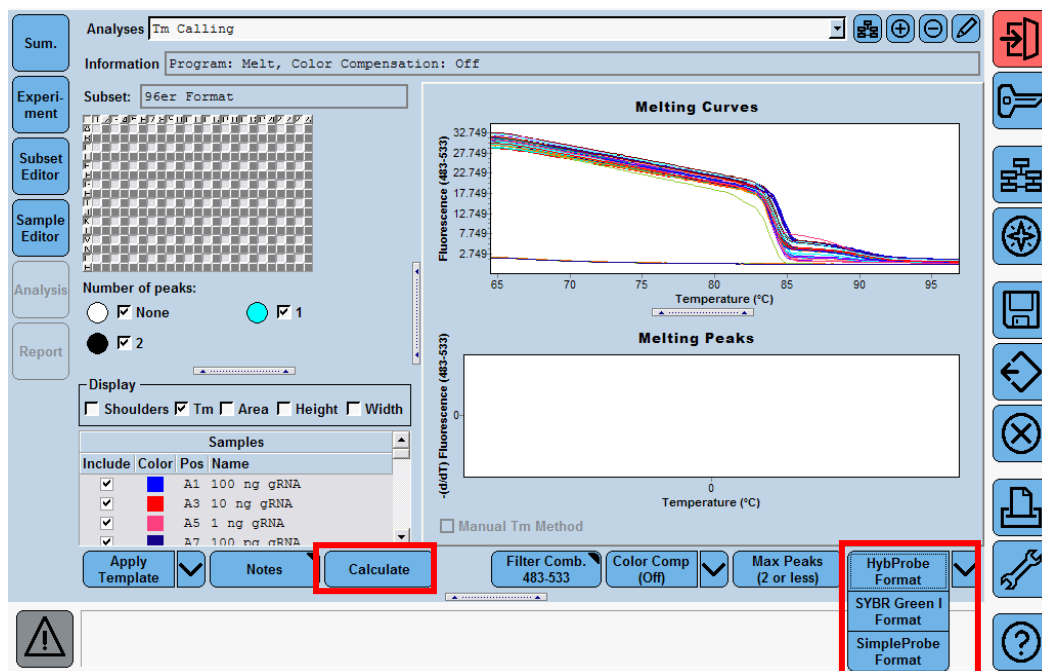 Analyses Tm Calling
Information Program: Melt, Color Compensation: Off
Sum.
Experi-
ment
Subset
Editor
Sample
Editor
Analysis
Report
Subset: 96er Format
Number of peaks:
None
1
2
Display
Shoulders Tm Area Height Width
Samples
Include Color Pos Name
A1 100 ng gRNA
A3 10 ng gRNA
A5 1 ng gRNA
A7 100 pg gRNA
Melting Curves
Fluorescence (483-533)
32.749
27.749
22.749
17.749
12.749
7.749
2.749
65 70 75 80 85 90 95
Temperature (°C)
Melting Peaks
-(d/dT) Fluorescence (483-533)
0
0
Temperature (°C)
Manual Tm Method
Apply
Template
Notes
Calculate
Filter Comb.
483-533
Color Comp
(Off)
Max Peaks
(2 or less)
HybProbe
Format
SYBR Green I
Format
SimpleProbe
Format